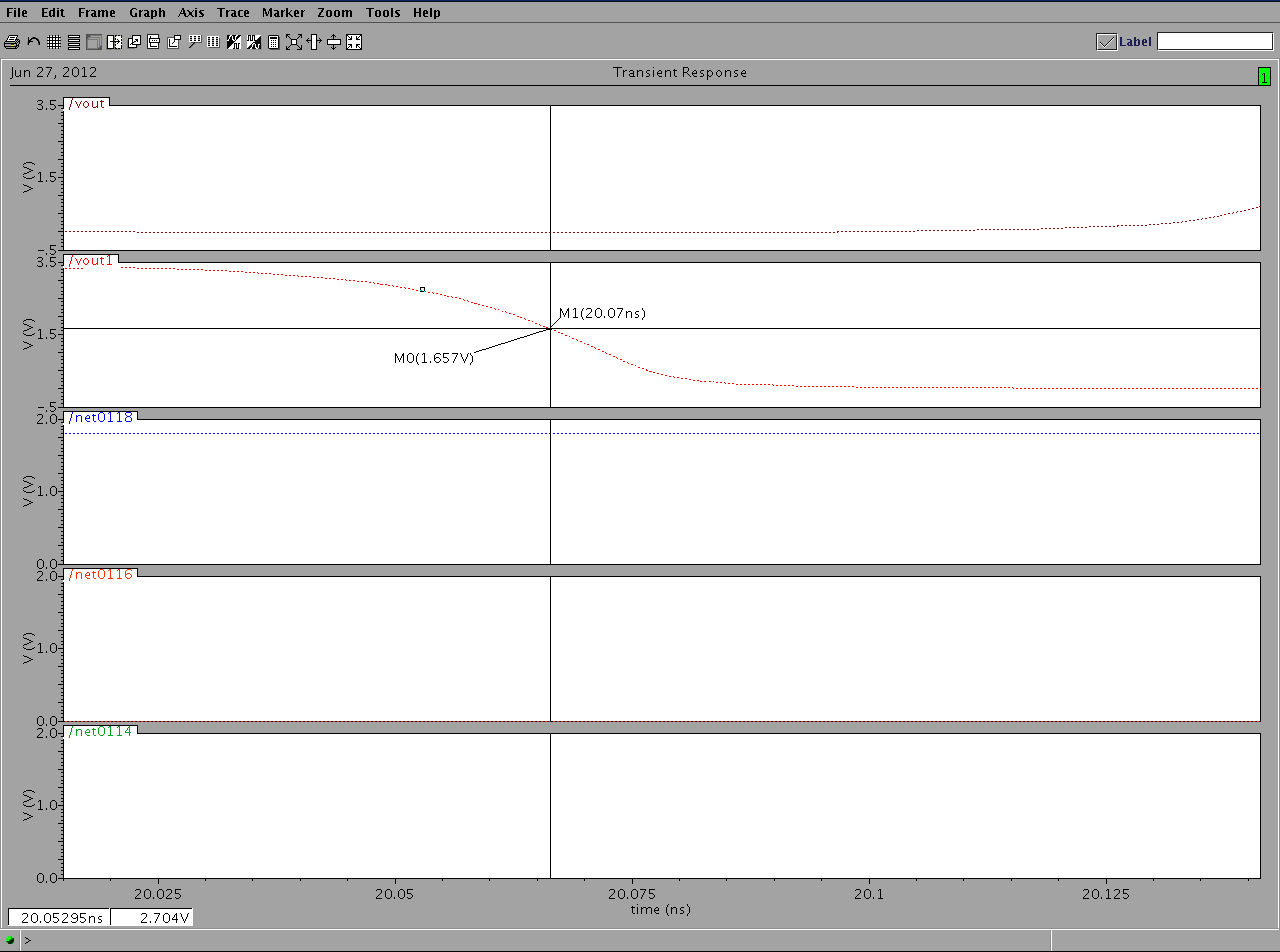 File Edit Frame Graph Axis Trace Marker Zoom Tools Help
Label
Jun 27, 2012 Transient Response 1
/vout
3.5
V (V)
1.5
-.5
/vout1
3.5
V (V)
1.5
-.5
M1(20.07ns)
M0(1.657V)
/net0118
2.0
V (V)
1.0
0.0
/net0116
2.0
V (V)
1.0
0.0
/net0114
2.0
V (V)
1.0
0.0
20.025 20.05 20.075 20.1 20.125
time (ns)
20.05295ns 2.704V
>